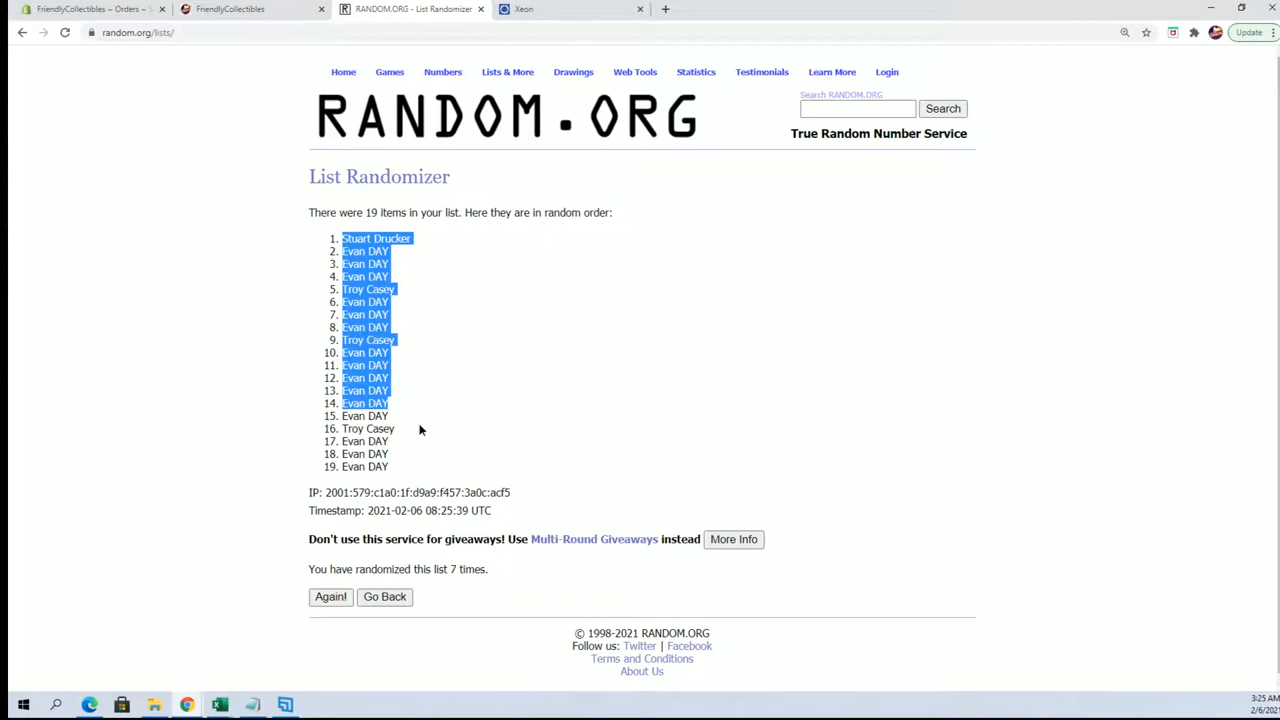 FriendlyCollectibles ~ Orders ~ S
FriendlyCollectibles
RANDOM.ORG - List Randomizer
Xeon
random.org/lists/
Update
Home
Games
Numbers
Lists & More
Drawings
Web Tools
Statistics
Testimonials
Learn More
Login
RANDOM.ORG
Search RANDOM.ORG
Search
True Random Number Service
List Randomizer
There were 19 items in your list. Here they are in random order:
1. Stuart Drucker
2. Evan DAY
3. Evan DAY
4. Evan DAY
5. Troy Casey
6. Evan DAY
7. Evan DAY
8. Evan DAY
9. Troy Casey
10. Evan DAY
11. Evan DAY
12. Evan DAY
13. Evan DAY
14. Evan DAY
15. Evan DAY
16. Troy Casey
17. Evan DAY
18. Evan DAY
19. Evan DAY
IP: 2001:579:c1a0:1f:d9a9:f457:3a0c:acf5
Timestamp: 2021-02-06 08:25:39 UTC
Don't use this service for giveaways! Use Multi-Round Giveaways instead More Info
You have randomized this list 7 times.
Again! Go Back
© 1998-2021 RANDOM.ORG
Follow us: Twitter | Facebook
Terms and Conditions
About Us
3:25 AM
2/6/2021